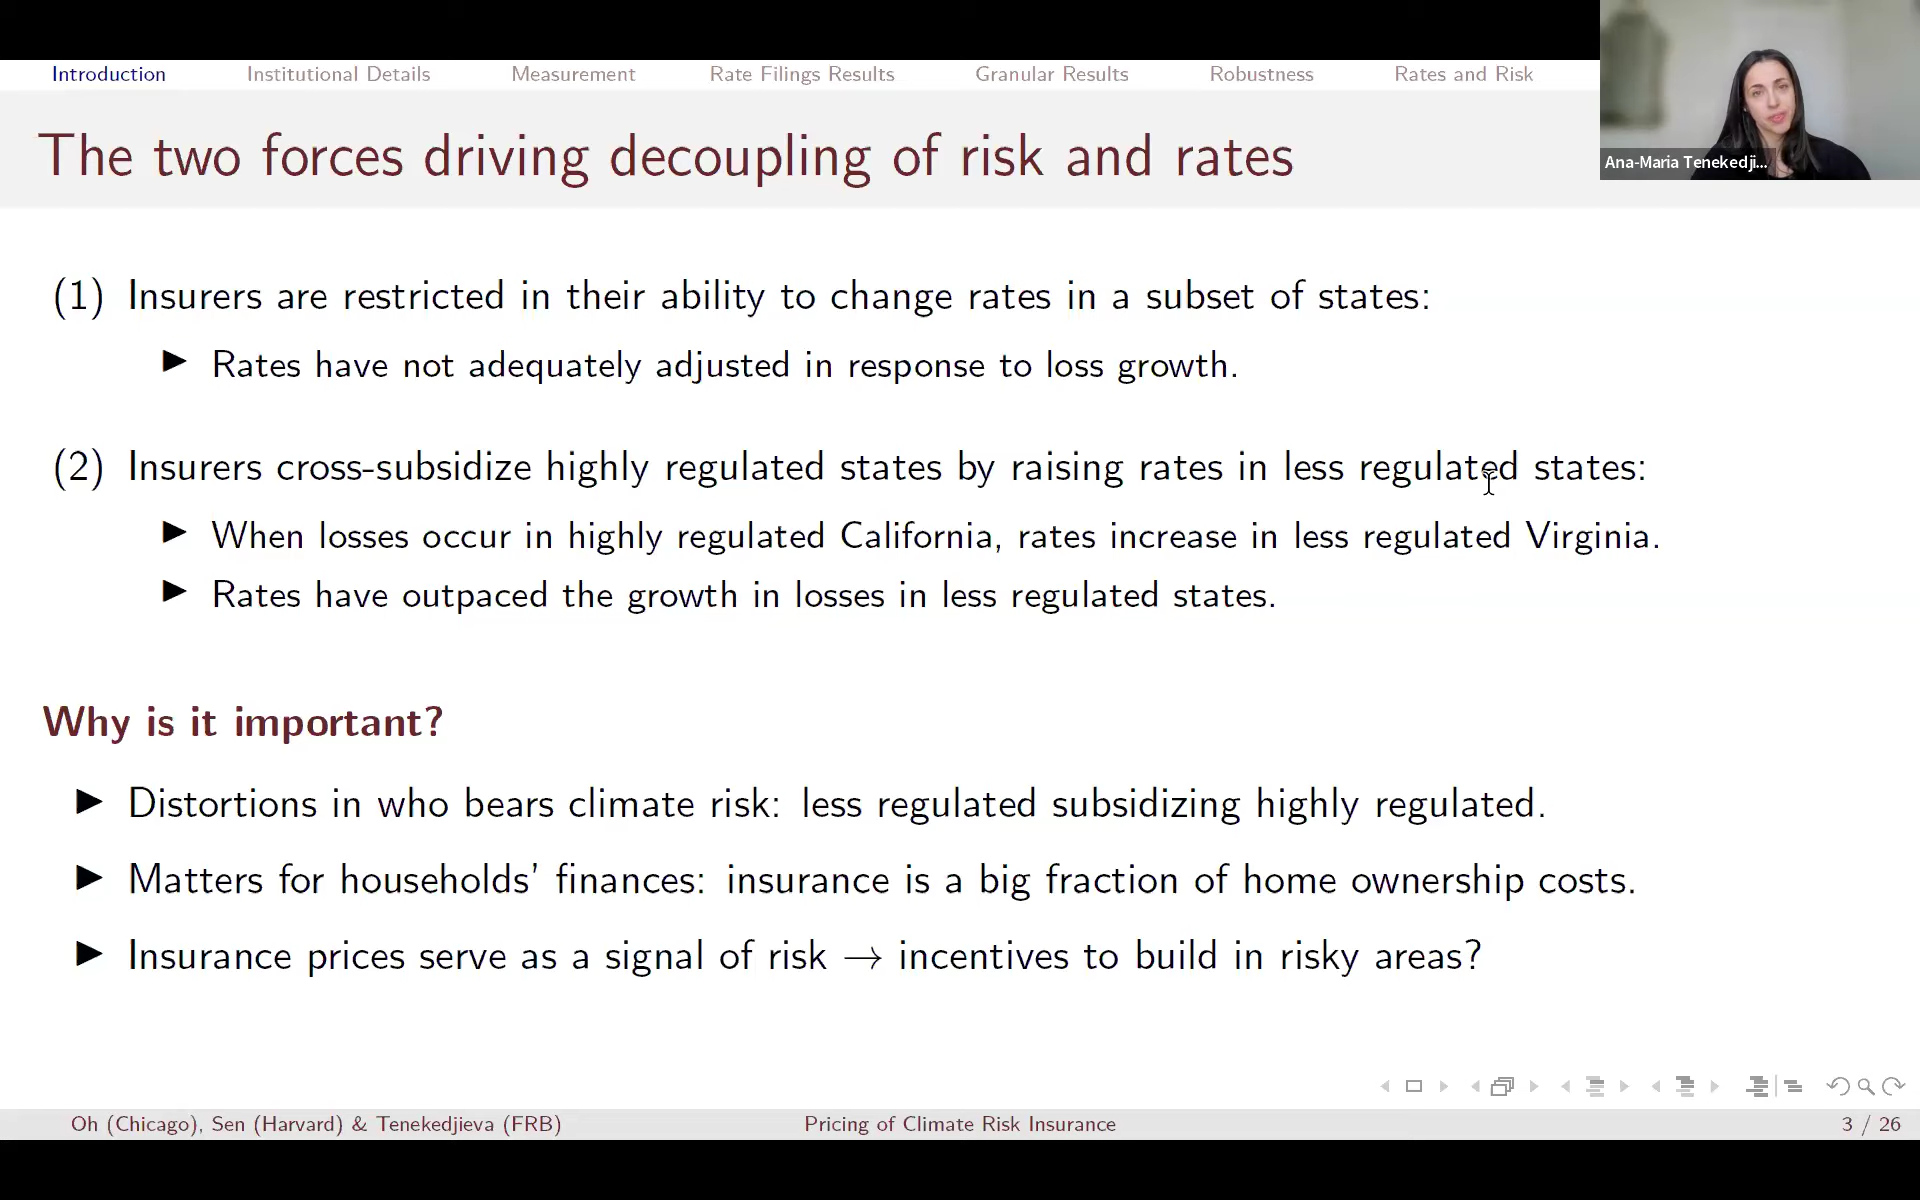 Introduction Institutional Details Measurement Rate Filings Results Granular Results Robustness Rates and Risk
Ana-Maria Tenekedji...
The two forces driving decoupling of risk and rates
(1) Insurers are restricted in their ability to change rates in a subset of states:
▶ Rates have not adequately adjusted in response to loss growth.
(2) Insurers cross-subsidize highly regulated states by raising rates in less regulated states:
▶ When losses occur in highly regulated California, rates increase in less regulated Virginia.
▶ Rates have outpaced the growth in losses in less regulated states.
Why is it important?
▶ Distortions in who bears climate risk: less regulated subsidizing highly regulated.
▶ Matters for households' finances: insurance is a big fraction of home ownership costs.
▶ Insurance prices serve as a signal of risk → incentives to build in risky areas?
Oh (Chicago), Sen (Harvard) & Tenekedjieva (FRB) Pricing of Climate Risk Insurance 3 / 26